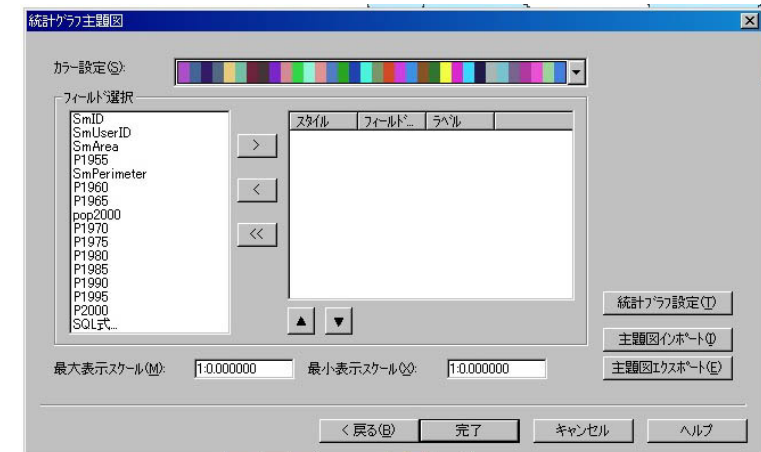 統計グラフ主題図
カラー設定(S):
フィールド選択
SmID
SmUserID
SmArea
P1955
SmPerimeter
P1960
P1965
pop2000
P1970
P1975
P1980
P1985
P1990
P1995
P2000
SQL式...
>
<
<<
スタイル フィールド... ラベル
▲ ▼
統計グラフ設定(T)
主題図インポート(I)
主題図エクスポート(E)
最大表示スケール(M): 1:0.000000 最小表示スケール(X): 1:0.000000
< 戻る(B) 完了 キャンセル ヘルプ